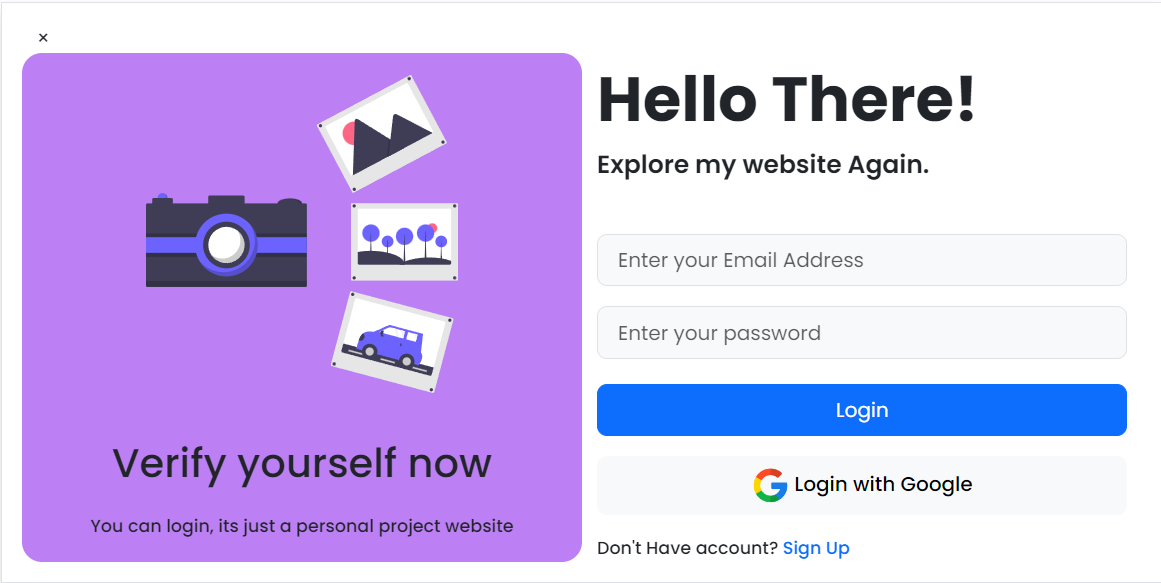 ×
Verify yourself now
You can login, its just a personal project website
Hello There!
Explore my website Again.
Enter your Email Address
Enter your password
Login
Login with Google
Don't Have account? Sign Up